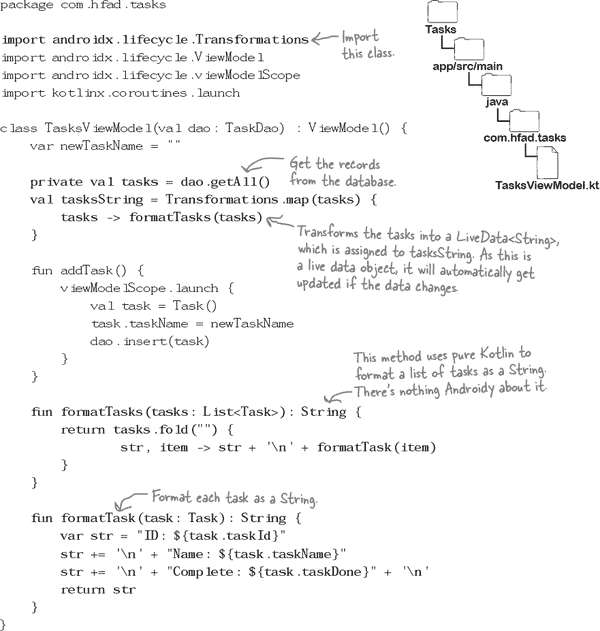 package com.hfad.tasks
import androidx.lifecycle.Transformations
Import
this class.
import androidx.lifecycle.ViewModel
import androidx.lifecycle.viewModelScope
import kotlinx.coroutines.launch
Tasks
app/src/main
java
com.hfad.tasks
TasksViewModel.kt
class TasksViewModel(val dao: TaskDao) : ViewModel() {
var newTaskName = ""
Get the records
from the database.
private val tasks = dao.getAll()
val tasksString = Transformations.map(tasks) {
tasks -> formatTasks(tasks)
}
Transforms the tasks into a LiveData<String>,
which is assigned to tasksString. As this is
a live data object, it will automatically get
updated if the data changes.
fun addTask() {
viewModelScope.launch {
val task = Task()
task.taskName = newTaskName
dao.insert(task)
}
}
This method uses pure Kotlin to
format a list of tasks as a String.
There's nothing Androidy about it.
fun formatTasks(tasks: List<Task>): String {
return tasks.fold("") {
str, item -> str + '\n' + formatTask(item)
}
}
Format each task as a String.
fun formatTask(task: Task): String {
var str = "ID: ${task.taskId}"
str += '\n' + "Name: ${task.taskName}"
str += '\n' + "Complete: ${task.taskDone}" + '\n'
return str
}
}